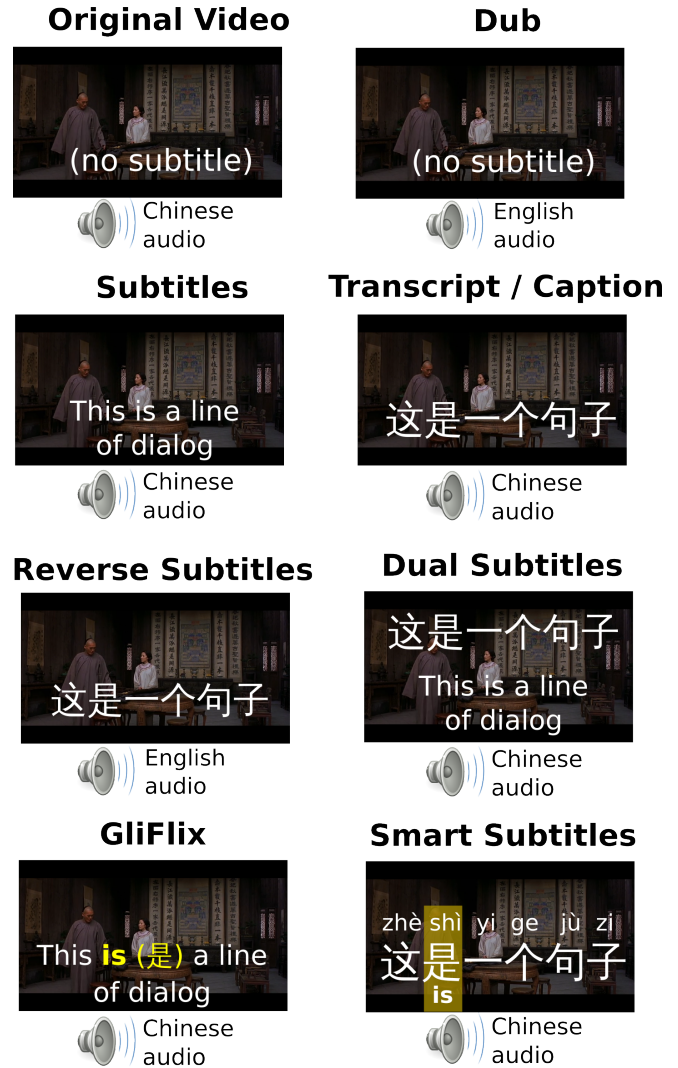 Original Video
(no subtitle)
Chinese
audio
Dub
(no subtitle)
English
audio
Subtitles
This is a line
of dialog
Chinese
audio
Transcript / Caption
这是一个句子
Chinese
audio
Reverse Subtitles
这是一个句子
English
audio
Dual Subtitles
这是一个句子
This is a line
of dialog
Chinese
audio
GliFlix
This is (是) a line
of dialog
Chinese
audio
Smart Subtitles
zhè shì yi ge jù zi
这是一个句子
is
Chinese
audio